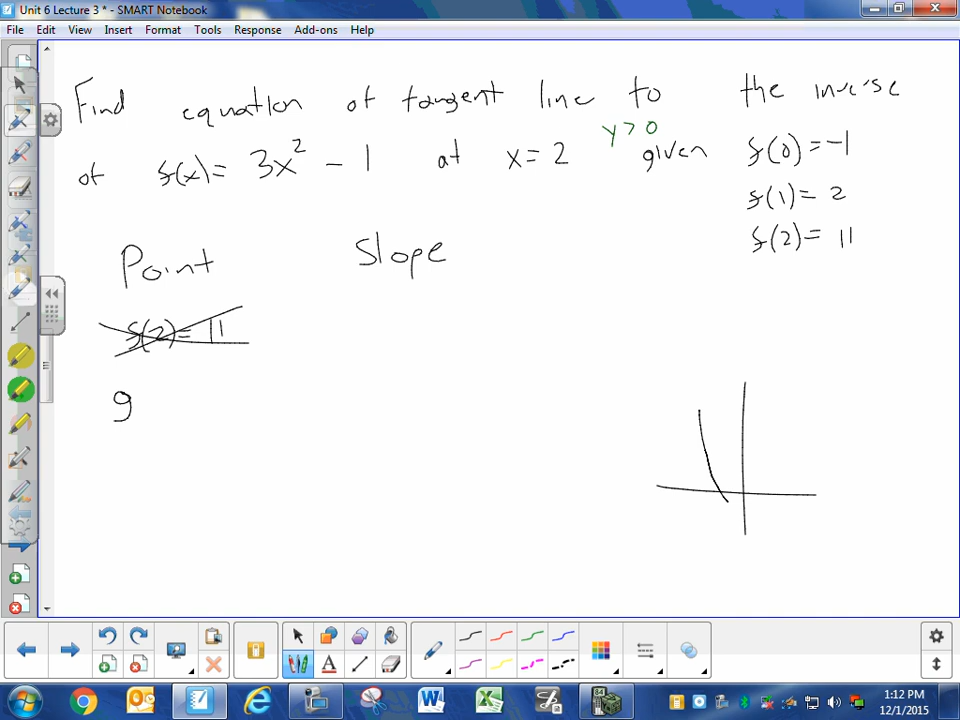 Unit 6 Lecture 3 * - SMART Notebook
File Edit View Insert Format Tools Response Add-ons Help
Find equation of tangent line to the inverse
of f(x) = 3x² - 1 at x = 2 y > 0 given f(0) = -1
f(1) = 2
f(2) = 11
Point Slope
f(2) = 11
g
1:12 PM
12/1/2015